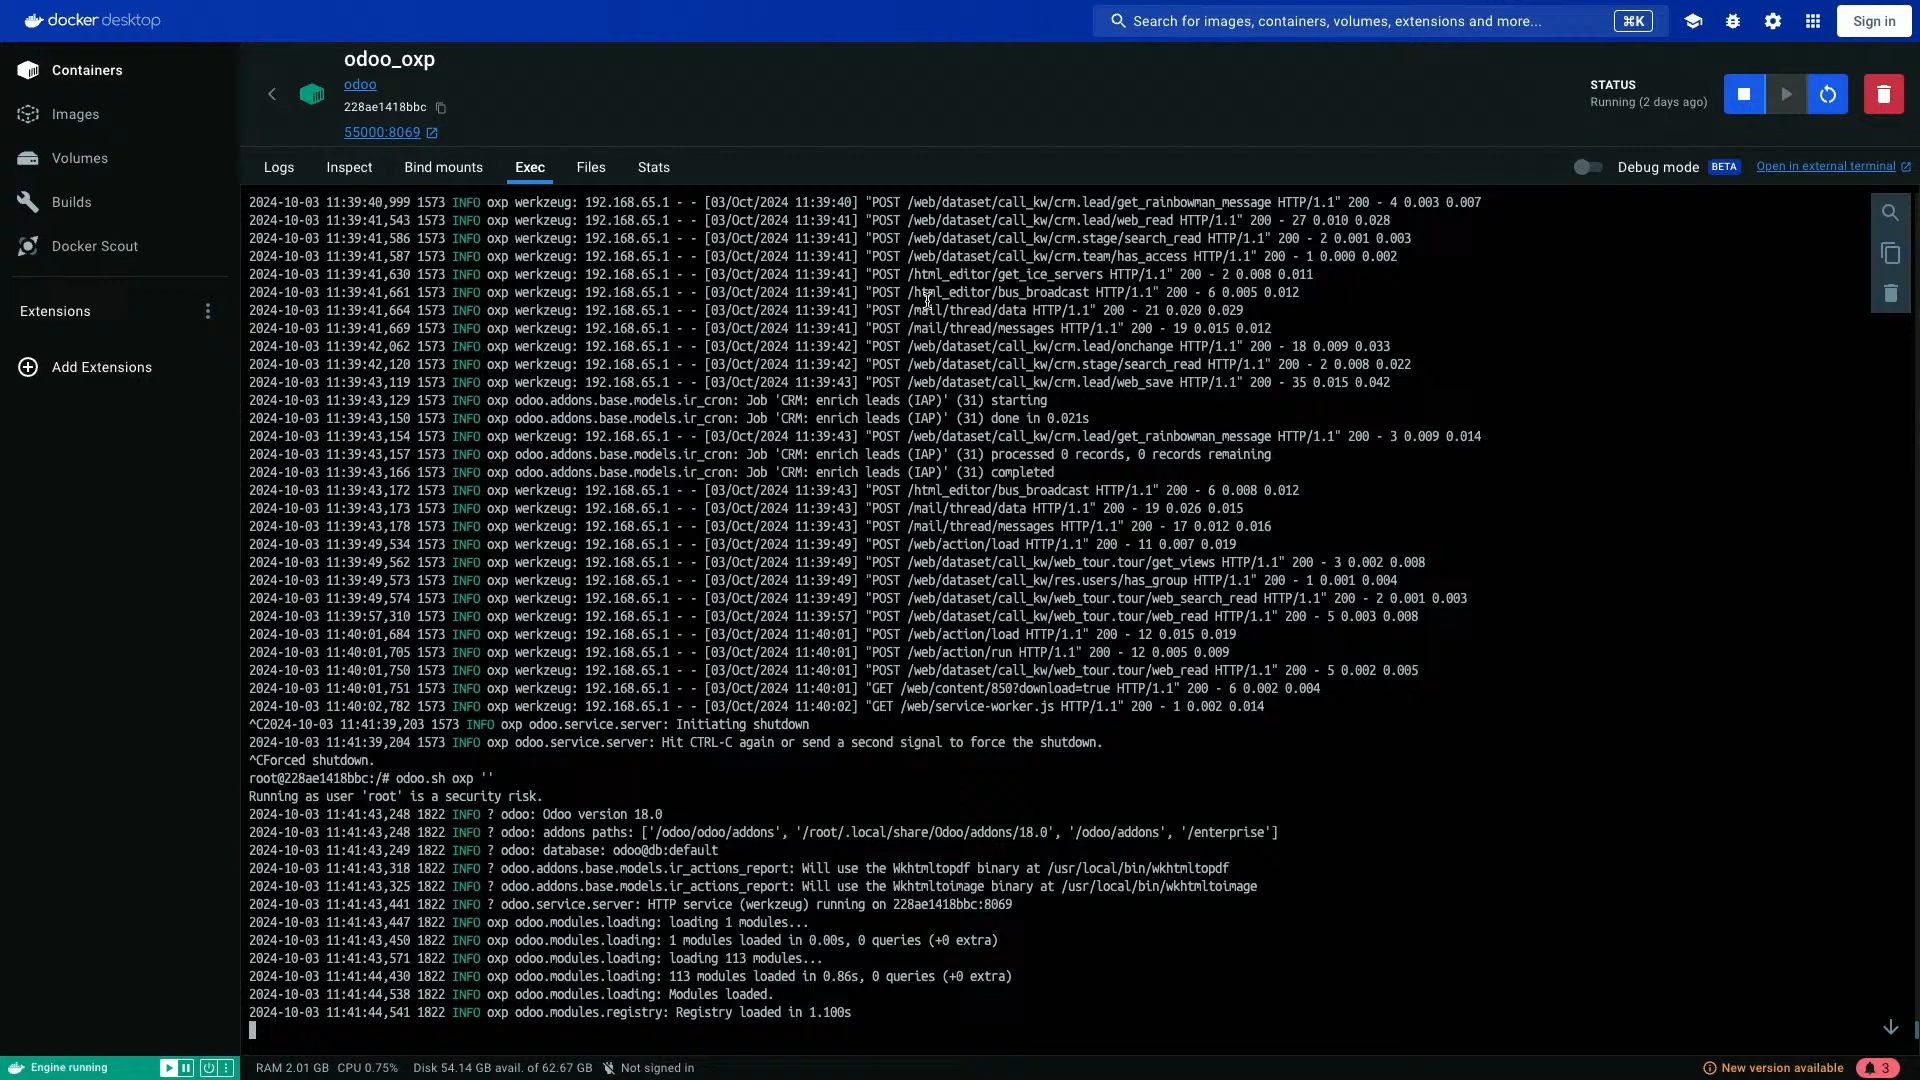 docker desktop
Search for images, containers, volumes, extensions and more...
⌘K
Sign in
Containers
Images
Volumes
Builds
Docker Scout
Extensions
Add Extensions
odoo_oxp
odoo
228ae1418bbc
55000:8069
STATUS
Running (2 days ago)
Logs
Inspect
Bind mounts
Exec
Files
Stats
Debug mode
BETA
Open in external terminal
2024-10-03 11:39:40,999 1573 INFO oxp werkzeug: 192.168.65.1 - - [03/Oct/2024 11:39:40] "POST /web/dataset/call_kw/crm.lead/get_rainbowman_message HTTP/1.1" 200 - 4 0.003 0.007
2024-10-03 11:39:41,543 1573 INFO oxp werkzeug: 192.168.65.1 - - [03/Oct/2024 11:39:41] "POST /web/dataset/call_kw/crm.lead/web_read HTTP/1.1" 200 - 27 0.010 0.028
2024-10-03 11:39:41,586 1573 INFO oxp werkzeug: 192.168.65.1 - - [03/Oct/2024 11:39:41] "POST /web/dataset/call_kw/crm.stage/search_read HTTP/1.1" 200 - 2 0.001 0.003
2024-10-03 11:39:41,587 1573 INFO oxp werkzeug: 192.168.65.1 - - [03/Oct/2024 11:39:41] "POST /web/dataset/call_kw/crm.team/has_access HTTP/1.1" 200 - 1 0.000 0.002
2024-10-03 11:39:41,630 1573 INFO oxp werkzeug: 192.168.65.1 - - [03/Oct/2024 11:39:41] "POST /html_editor/get_ice_servers HTTP/1.1" 200 - 2 0.008 0.011
2024-10-03 11:39:41,661 1573 INFO oxp werkzeug: 192.168.65.1 - - [03/Oct/2024 11:39:41] "POST /html_editor/bus_broadcast HTTP/1.1" 200 - 6 0.005 0.012
2024-10-03 11:39:41,664 1573 INFO oxp werkzeug: 192.168.65.1 - - [03/Oct/2024 11:39:41] "POST /mail/thread/data HTTP/1.1" 200 - 21 0.020 0.029
2024-10-03 11:39:41,669 1573 INFO oxp werkzeug: 192.168.65.1 - - [03/Oct/2024 11:39:41] "POST /mail/thread/messages HTTP/1.1" 200 - 19 0.015 0.012
2024-10-03 11:39:42,062 1573 INFO oxp werkzeug: 192.168.65.1 - - [03/Oct/2024 11:39:42] "POST /web/dataset/call_kw/crm.lead/onchange HTTP/1.1" 200 - 18 0.009 0.033
2024-10-03 11:39:42,120 1573 INFO oxp werkzeug: 192.168.65.1 - - [03/Oct/2024 11:39:42] "POST /web/dataset/call_kw/crm.stage/search_read HTTP/1.1" 200 - 2 0.008 0.022
2024-10-03 11:39:43,119 1573 INFO oxp werkzeug: 192.168.65.1 - - [03/Oct/2024 11:39:43] "POST /web/dataset/call_kw/crm.lead/web_save HTTP/1.1" 200 - 35 0.015 0.042
2024-10-03 11:39:43,129 1573 INFO oxp odoo.addons.base.models.ir_cron: Job 'CRM: enrich leads (IAP)' (31) starting
2024-10-03 11:39:43,150 1573 INFO oxp odoo.addons.base.models.ir_cron: Job 'CRM: enrich leads (IAP)' (31) done in 0.021s
2024-10-03 11:39:43,154 1573 INFO oxp werkzeug: 192.168.65.1 - - [03/Oct/2024 11:39:43] "POST /web/dataset/call_kw/crm.lead/get_rainbowman_message HTTP/1.1" 200 - 3 0.009 0.014
2024-10-03 11:39:43,157 1573 INFO oxp odoo.addons.base.models.ir_cron: Job 'CRM: enrich leads (IAP)' (31) processed 0 records, 0 records remaining
2024-10-03 11:39:43,166 1573 INFO oxp odoo.addons.base.models.ir_cron: Job 'CRM: enrich leads (IAP)' (31) completed
2024-10-03 11:39:43,172 1573 INFO oxp werkzeug: 192.168.65.1 - - [03/Oct/2024 11:39:43] "POST /html_editor/bus_broadcast HTTP/1.1" 200 - 6 0.008 0.012
2024-10-03 11:39:43,173 1573 INFO oxp werkzeug: 192.168.65.1 - - [03/Oct/2024 11:39:43] "POST /mail/thread/data HTTP/1.1" 200 - 19 0.026 0.015
2024-10-03 11:39:43,178 1573 INFO oxp werkzeug: 192.168.65.1 - - [03/Oct/2024 11:39:43] "POST /mail/thread/messages HTTP/1.1" 200 - 17 0.012 0.016
2024-10-03 11:39:49,534 1573 INFO oxp werkzeug: 192.168.65.1 - - [03/Oct/2024 11:39:49] "POST /web/action/load HTTP/1.1" 200 - 11 0.007 0.019
2024-10-03 11:39:49,562 1573 INFO oxp werkzeug: 192.168.65.1 - - [03/Oct/2024 11:39:49] "POST /web/dataset/call_kw/web_tour.tour/get_views HTTP/1.1" 200 - 3 0.002 0.008
2024-10-03 11:39:49,573 1573 INFO oxp werkzeug: 192.168.65.1 - - [03/Oct/2024 11:39:49] "POST /web/dataset/call_kw/res.users/has_group HTTP/1.1" 200 - 1 0.001 0.004
2024-10-03 11:39:49,574 1573 INFO oxp werkzeug: 192.168.65.1 - - [03/Oct/2024 11:39:49] "POST /web/dataset/call_kw/web_tour.tour/web_search_read HTTP/1.1" 200 - 2 0.001 0.003
2024-10-03 11:39:57,310 1573 INFO oxp werkzeug: 192.168.65.1 - - [03/Oct/2024 11:39:57] "POST /web/dataset/call_kw/web_tour.tour/web_read HTTP/1.1" 200 - 5 0.003 0.008
2024-10-03 11:40:01,684 1573 INFO oxp werkzeug: 192.168.65.1 - - [03/Oct/2024 11:40:01] "POST /web/action/load HTTP/1.1" 200 - 12 0.015 0.019
2024-10-03 11:40:01,705 1573 INFO oxp werkzeug: 192.168.65.1 - - [03/Oct/2024 11:40:01] "POST /web/action/run HTTP/1.1" 200 - 12 0.005 0.009
2024-10-03 11:40:01,750 1573 INFO oxp werkzeug: 192.168.65.1 - - [03/Oct/2024 11:40:01] "POST /web/dataset/call_kw/web_tour.tour/web_read HTTP/1.1" 200 - 5 0.002 0.005
2024-10-03 11:40:01,751 1573 INFO oxp werkzeug: 192.168.65.1 - - [03/Oct/2024 11:40:01] "GET /web/content/850?download=true HTTP/1.1" 200 - 6 0.002 0.004
2024-10-03 11:40:02,782 1573 INFO oxp werkzeug: 192.168.65.1 - - [03/Oct/2024 11:40:02] "GET /web/service-worker.js HTTP/1.1" 200 - 1 0.002 0.014
^C2024-10-03 11:41:39,203 1573 INFO oxp odoo.service.server: Initiating shutdown
2024-10-03 11:41:39,204 1573 INFO oxp odoo.service.server: Hit CTRL-C again or send a second signal to force the shutdown.
^CForced shutdown.
root@228ae1418bbc:/# odoo.sh oxp ''
Running as user 'root' is a security risk.
2024-10-03 11:41:43,248 1822 INFO ? odoo: Odoo version 18.0
2024-10-03 11:41:43,248 1822 INFO ? odoo: addons paths: ['/odoo/odoo/addons', '/root/.local/share/Odoo/addons/18.0', '/odoo/addons', '/enterprise']
2024-10-03 11:41:43,249 1822 INFO ? odoo: database: odoo@db:default
2024-10-03 11:41:43,318 1822 INFO ? odoo.addons.base.models.ir_actions_report: Will use the Wkhtmltopdf binary at /usr/local/bin/wkhtmltopdf
2024-10-03 11:41:43,325 1822 INFO ? odoo.addons.base.models.ir_actions_report: Will use the Wkhtmltoimage binary at /usr/local/bin/wkhtmltoimage
2024-10-03 11:41:43,441 1822 INFO ? odoo.service.server: HTTP service (werkzeug) running on 228ae1418bbc:8069
2024-10-03 11:41:43,447 1822 INFO oxp odoo.modules.loading: loading 1 modules...
2024-10-03 11:41:43,450 1822 INFO oxp odoo.modules.loading: 1 modules loaded in 0.00s, 0 queries (+0 extra)
2024-10-03 11:41:43,571 1822 INFO oxp odoo.modules.loading: loading 113 modules...
2024-10-03 11:41:44,430 1822 INFO oxp odoo.modules.loading: 113 modules loaded in 0.86s, 0 queries (+0 extra)
2024-10-03 11:41:44,538 1822 INFO oxp odoo.modules.loading: Modules loaded.
2024-10-03 11:41:44,541 1822 INFO oxp odoo.modules.registry: Registry loaded in 1.100s
Engine running
RAM 2.01 GB CPU 0.75% Disk 54.14 GB avail. of 62.67 GB Not signed in
New version available
3